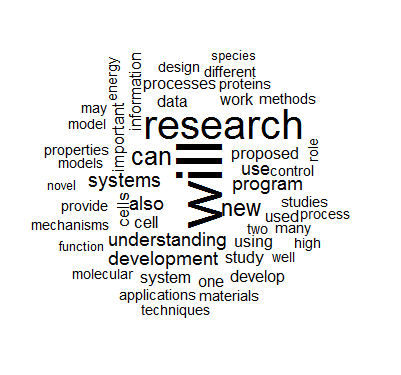 species
energy
information
design
different
processes
proteins
may
data
work
methods
model
important
research
role
properties
can
will
proposed
models
use
control
systems
program
novel
cells
also
new
studies
provide
cell
used
process
mechanisms
two
many
understanding
using
high
function
development
study
well
molecular
system
one
develop
applications
materials
techniques